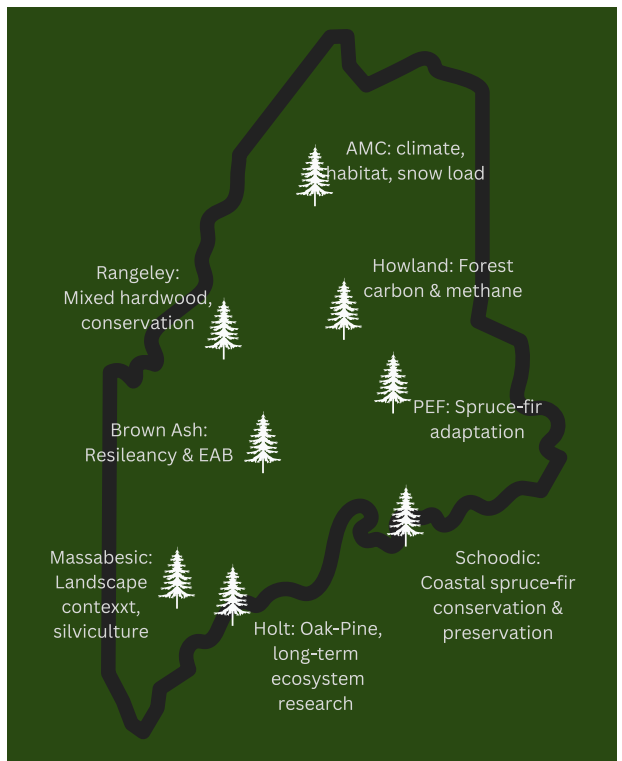 AMC: climate,
habitat, snow load
Howland: Forest
carbon & methane
Rangeley:
Mixed hardwood,
conservation
PEF: Spruce-fir
adaptation
Brown Ash:
Resileancy & EAB
Massabesic:
Landscape
contexxt,
silviculture
Schoodic:
Coastal spruce-fir
conservation &
preservation
Holt: Oak-Pine,
long-term
ecosystem
research